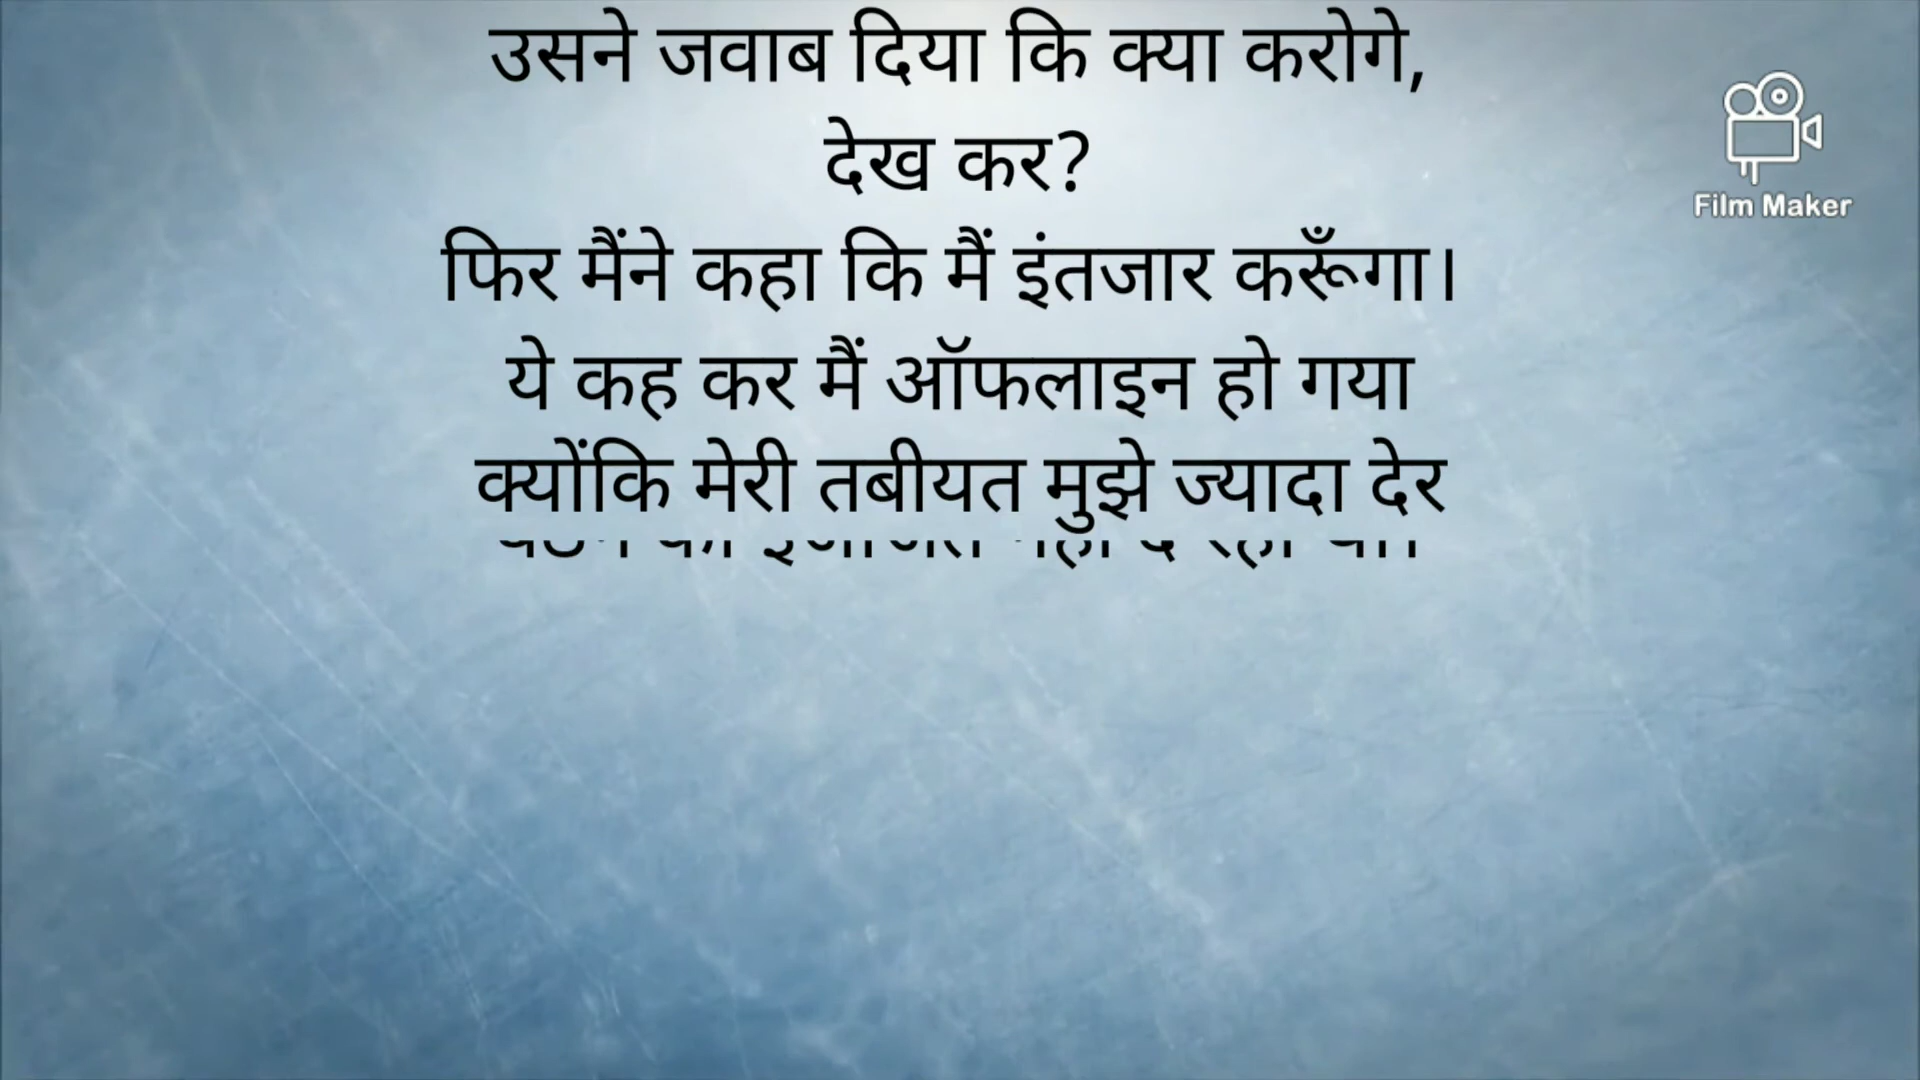 उसने जवाब दिया कि क्या करोगे,
देख कर?
फिर मैंने कहा कि मैं इंतजार करूँगा।
ये कह कर मैं ऑफलाइन हो गया
क्योंकि मेरी तबीयत मुझे ज्यादा देर
Film Maker